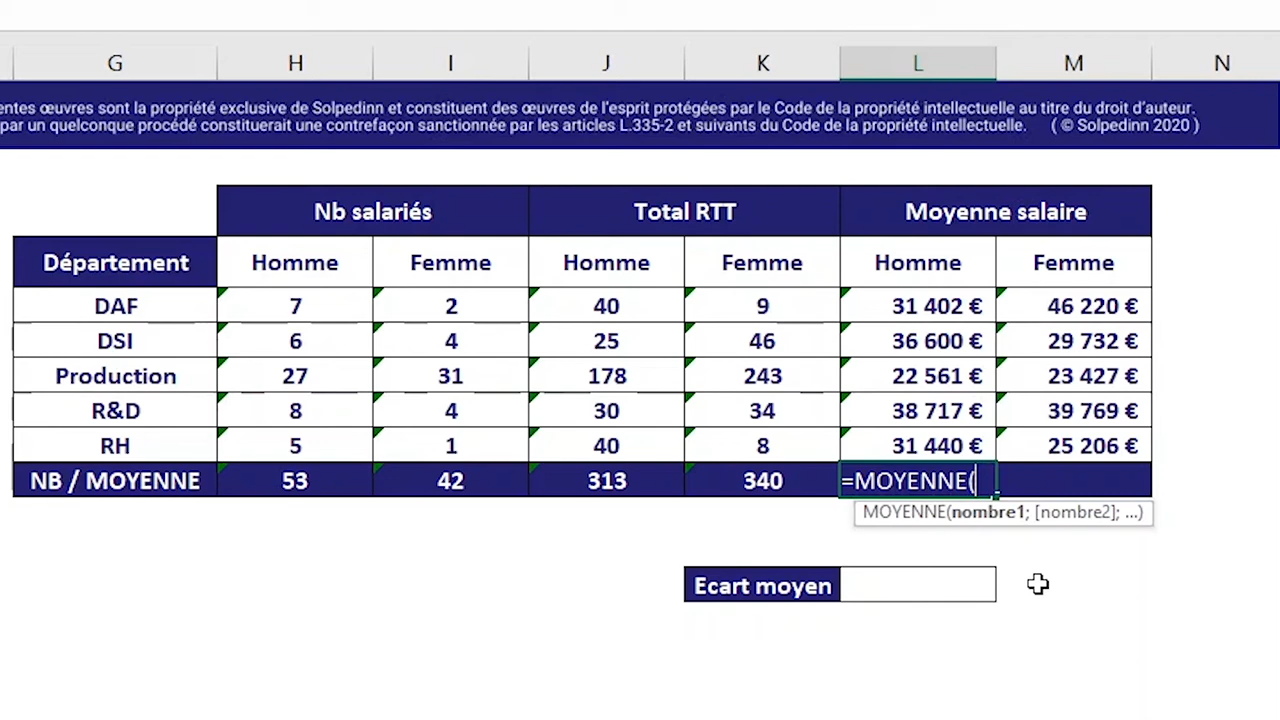 G H I J K L M N
entes œuvres sont la propriété exclusive de Solpedinn et constituent des œuvres de l'esprit protégées par le Code de la propriété intellectuelle au titre du droit d'auteur.
par un quelconque procédé constituerait une contrefaçon sanctionnée par les articles L.335-2 et suivants du Code de la propriété intellectuelle. ( © Solpedinn 2020 )
Nb salariés Total RTT Moyenne salaire
Département Homme Femme Homme Femme Homme Femme
DAF 7 2 40 9 31 402 € 46 220 €
DSI 6 4 25 46 36 600 € 29 732 €
Production 27 31 178 243 22 561 € 23 427 €
R&D 8 4 30 34 38 717 € 39 769 €
RH 5 1 40 8 31 440 € 25 206 €
NB / MOYENNE 53 42 313 340 =MOYENNE(
MOYENNE(nombre1; [nombre2]; ...)
Ecart moyen